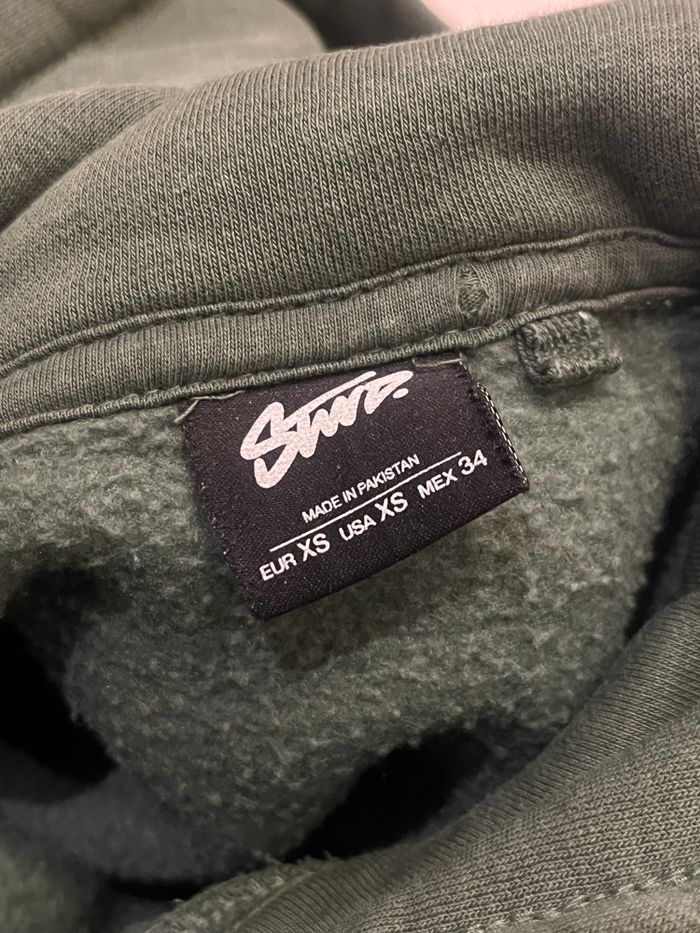 STWD.
MADE IN PAKISTAN
EUR XS USA XS MEX 34